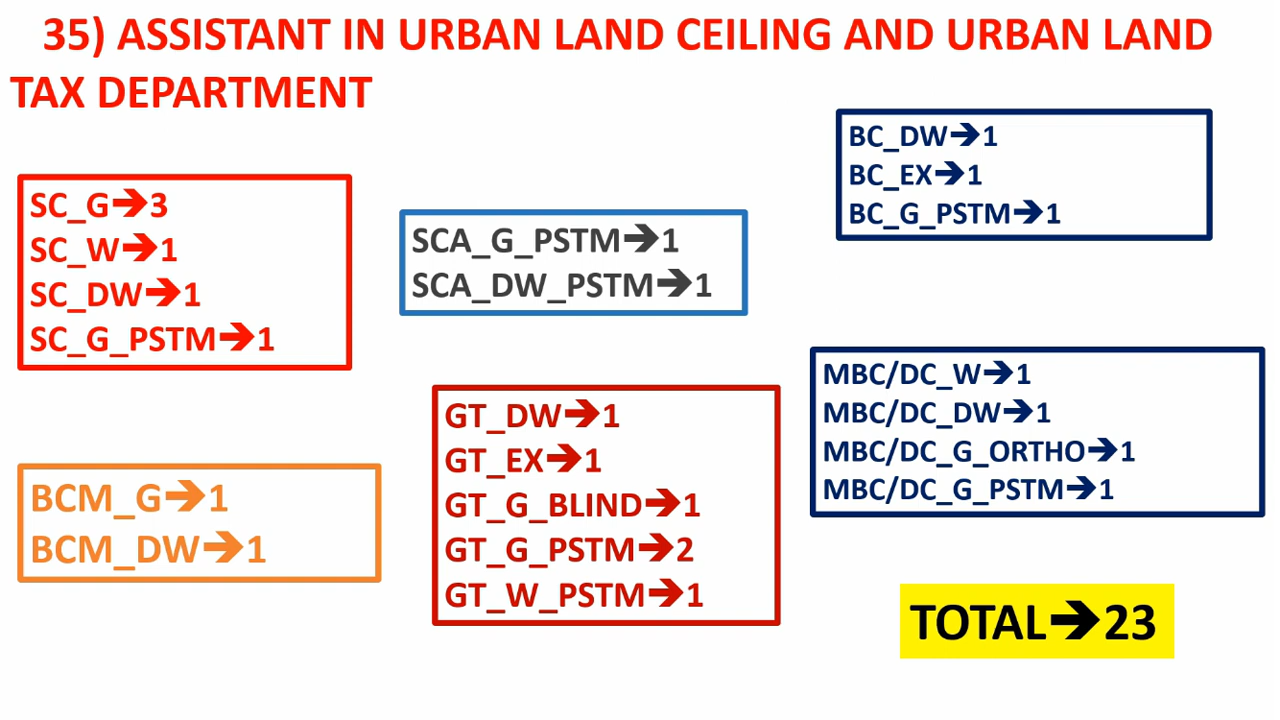 35) ASSISTANT IN URBAN LAND CEILING AND URBAN LAND
TAX DEPARTMENT
SC_G➔3
SC_W➔1
SC_DW➔1
SC_G_PSTM➔1
SCA_G_PSTM➔1
SCA_DW_PSTM➔1
BC_DW➔1
BC_EX➔1
BC_G_PSTM➔1
BCM_G➔1
BCM_DW➔1
GT_DW➔1
GT_EX➔1
GT_G_BLIND➔1
GT_G_PSTM➔2
GT_W_PSTM➔1
MBC/DC_W➔1
MBC/DC_DW➔1
MBC/DC_G_ORTHO➔1
MBC/DC_G_PSTM➔1
TOTAL➔23